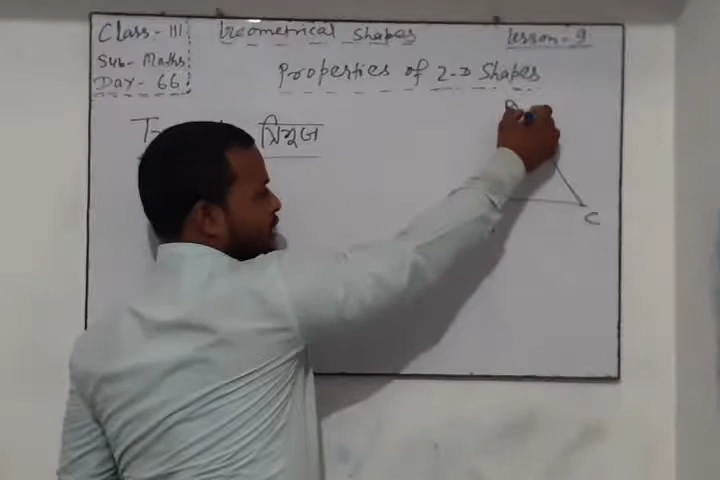 Class - III
Geometrical Shapes
Lesson - 9
Sub - Maths
Day - 66
Properties of 2-D Shapes
ত্রিভুজ
C